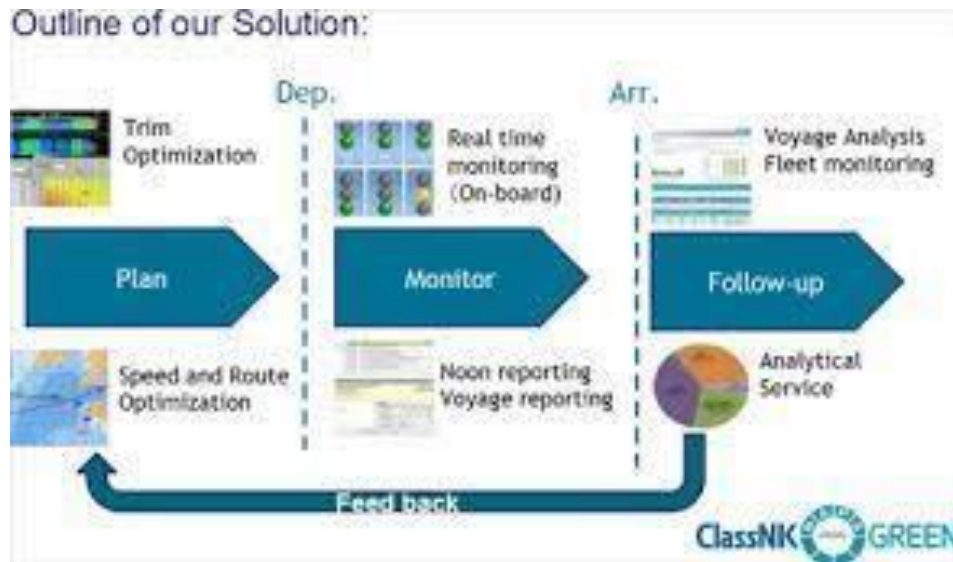 Outline of our Solution:
Dep.
Arr.
Trim
Optimization
Real time
monitoring
(On-board)
Voyage Analysis
Fleet monitoring
Plan
Monitor
Follow-up
Speed and Route
Optimization
Noon reporting
Voyage reporting
Analytical
Service
Feed back
ClassNK GREEN